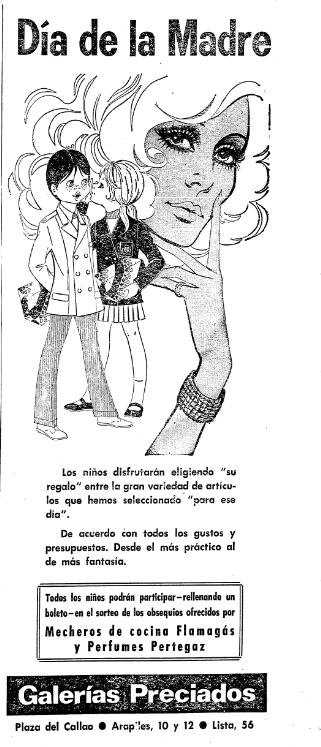 Día de la Madre
Los niños disfrutarán eligiendo "su
regalo" entre la gran variedad de artícu-
los que hemos seleccionado "para ese
día".
De acuerdo con todos los gustos y
presupuestos. Desde el más práctico al
de más fantasía.
Todos los niños podrán participar—rellenando un
boleto—en el sorteo de los obsequios ofrecidos por
Mecheros de cocina Flamagás
y Perfumes Pertegaz
Galerías Preciados
Plaza del Callao ● Arapiles, 10 y 12 ● Lista, 56